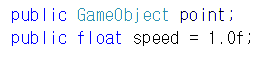 public GameObject point;
public float speed = 1.0f;